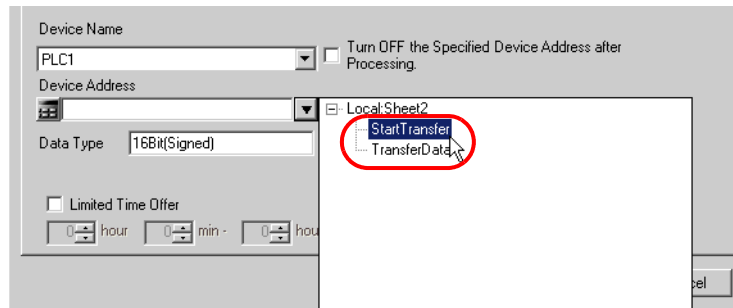 Device Name
PLC1
Turn OFF the Specified Device Address after
Processing.
Device Address
Local:Sheet2
StartTransfer
TransferData
Data Type 16Bit(Signed)
Limited Time Offer
0 hour 0 min - 0 hou
cel